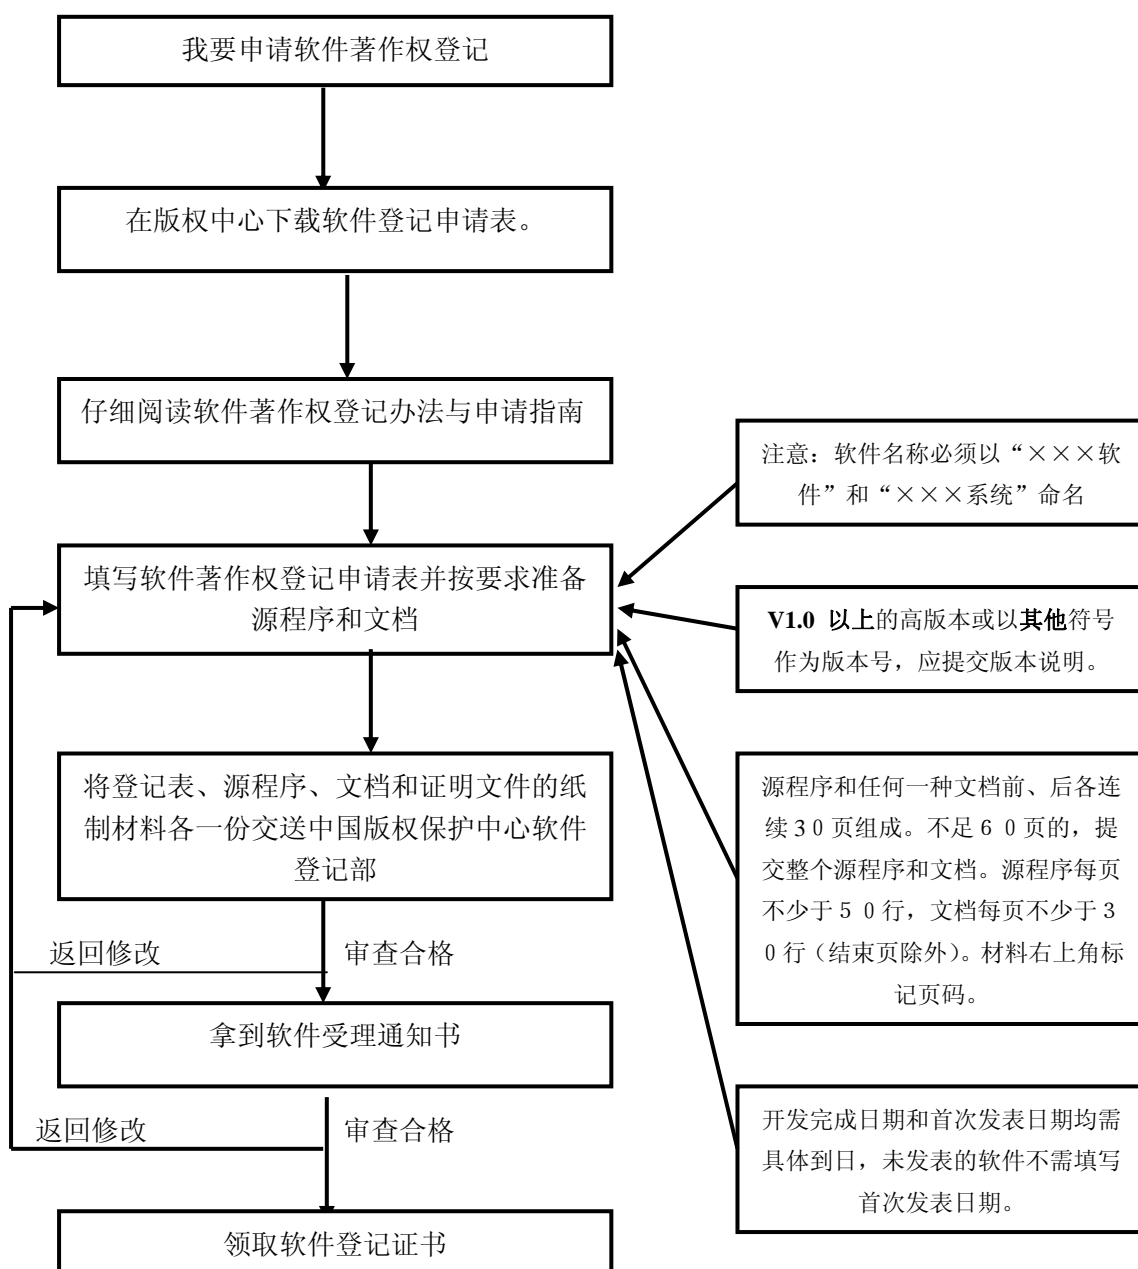 我要申请软件著作权登记
在版权中心下载软件登记申请表。
仔细阅读软件著作权登记办法与申请指南
注意：软件名称必须以“×××软
件”和“×××系统”命名
填写软件著作权登记申请表并按要求准备
源程序和文档
V1.0 以上的高版本或以其他符号
作为版本号，应提交版本说明。
将登记表、源程序、文档和证明文件的纸
制材料各一份交送中国版权保护中心软件
登记部
源程序和任何一种文档前、后各连
续３０页组成。不足６０页的，提
交整个源程序和文档。源程序每页
不少于５０行，文档每页不少于３
０行（结束页除外）。材料右上角标
记页码。
返回修改
审查合格
拿到软件受理通知书
返回修改
审查合格
开发完成日期和首次发表日期均需
具体到日，未发表的软件不需填写
首次发表日期。
领取软件登记证书